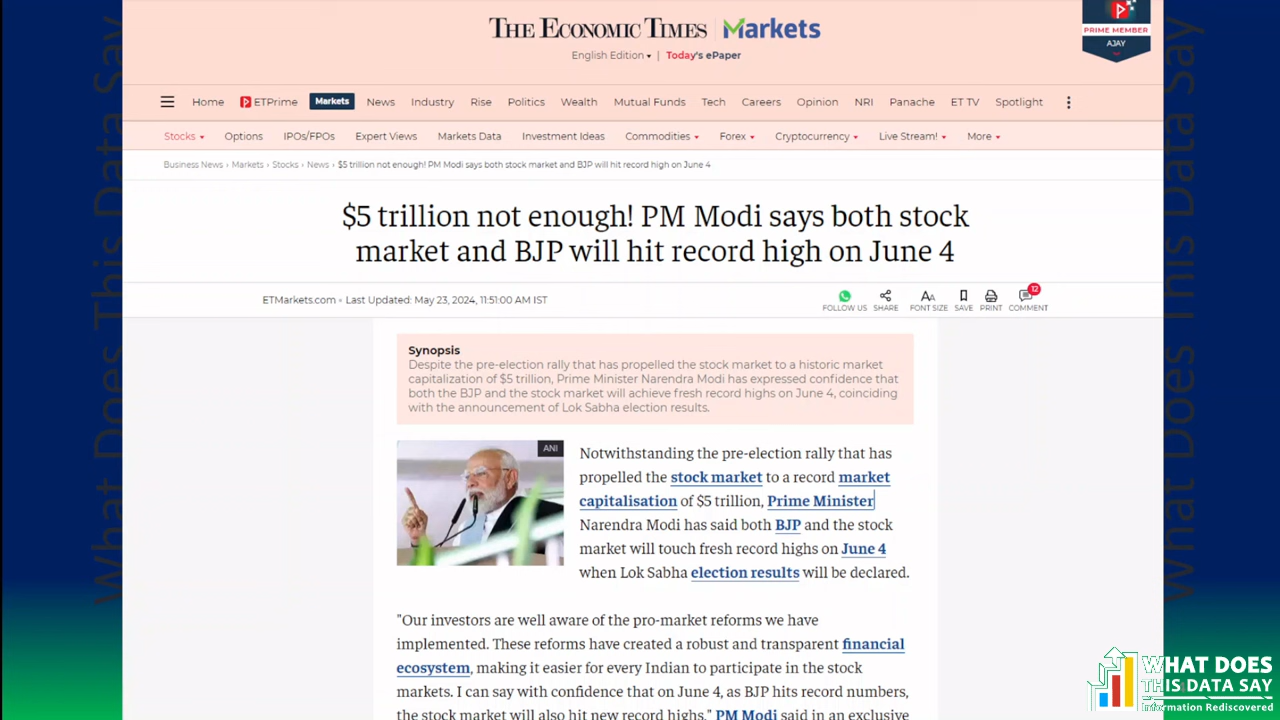 THE ECONOMIC TIMES | Markets
English Edition | Today's ePaper
PRIME MEMBER
AJAY
Home ETPrime Markets News Industry Rise Politics Wealth Mutual Funds Tech Careers Opinion NRI Panache ET TV Spotlight
Stocks Options IPOs/FPOs Expert Views Markets Data Investment Ideas Commodities Forex Cryptocurrency Live Stream! More
Business News › Markets › Stocks › News › $5 trillion not enough! PM Modi says both stock market and BJP will hit record high on June 4
$5 trillion not enough! PM Modi says both stock
market and BJP will hit record high on June 4
ETMarkets.com • Last Updated: May 23, 2024, 11:51:00 AM IST
12
FOLLOW US SHARE FONT SIZE SAVE PRINT COMMENT
Synopsis
Despite the pre-election rally that has propelled the stock market to a historic market
capitalization of $5 trillion, Prime Minister Narendra Modi has expressed confidence that
both the BJP and the stock market will achieve fresh record highs on June 4, coinciding
with the announcement of Lok Sabha election results.
ANI
Notwithstanding the pre-election rally that has
propelled the stock market to a record market
capitalisation of $5 trillion, Prime Minister
Narendra Modi has said both BJP and the stock
market will touch fresh record highs on June 4
when Lok Sabha election results will be declared.
"Our investors are well aware of the pro-market reforms we have
implemented. These reforms have created a robust and transparent financial
ecosystem, making it easier for every Indian to participate in the stock
markets. I can say with confidence that on June 4, as BJP hits record numbers,
the stock market will also hit new record highs," PM Modi said in an exclusive
What Does This Data Say
What Does This Data Say
WHAT DOES
THIS DATA SAY
Information Rediscovered